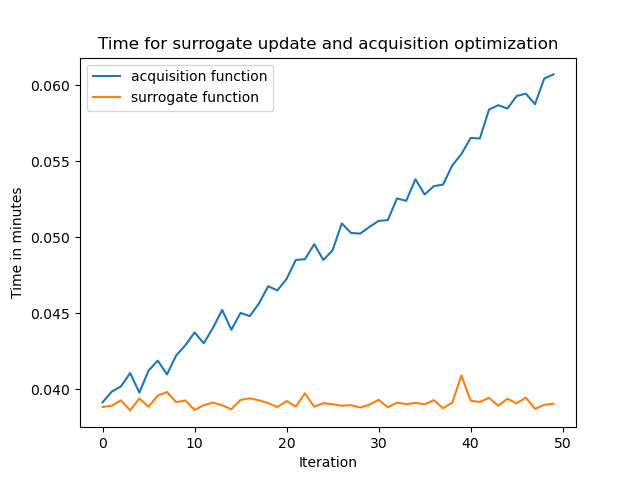 Time for surrogate update and acquisition optimization
acquisition function
surrogate function
0.060
0.055
0.050
0.045
0.040
Time in minutes
0
10
20
30
40
50
Iteration